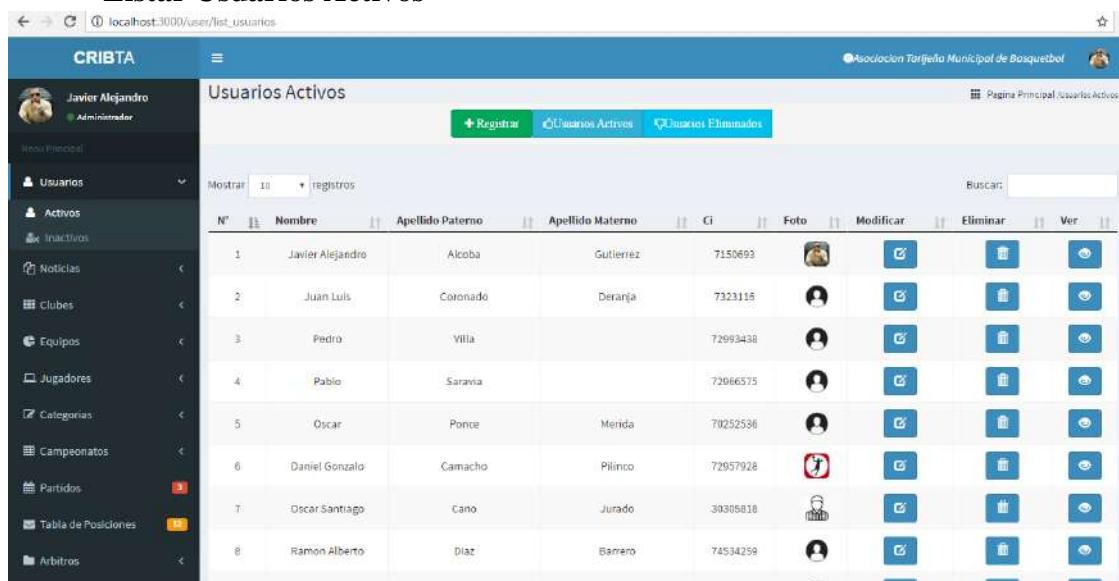 Listar Usuarios Activos
localhost:3000/user/list_usuarios
CRIBTA
Asociacion Tarijeña Municipal de Basquetbol
Javier Alejandro
Administrador
Menu Principal
Usuarios Activos
Pagina Principal /Usuarios Activos
Registrar
Usuarios Activos
Usuarios Eliminados
Usuarios
Activos
Inactivos
Noticias
Clubes
Equipos
Jugadores
Categorias
Campeonatos
Partidos 3
Tabla de Posiciones 12
Arbitros
Mostrar 10 registros
Buscar:
N° Nombre Apellido Paterno Apellido Materno Ci Foto Modificar Eliminar Ver
1 Javier Alejandro Alcoba Gutierrez 7150693
2 Juan Luis Coronado Deranja 7323116
3 Pedro Villa 72993438
4 Pablo Saravia 72966575
5 Oscar Ponce Merida 70252536
6 Daniel Gonzalo Camacho Pilinco 72957928
7 Oscar Santiago Cano Jurado 30305818
8 Ramon Alberto Diaz Barrero 74534259